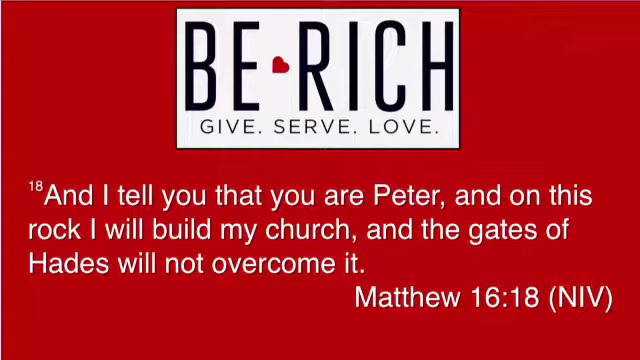 BE RICH
GIVE. SERVE. LOVE.
18And I tell you that you are Peter, and on this
rock I will build my church, and the gates of
Hades will not overcome it.
Matthew 16:18 (NIV)